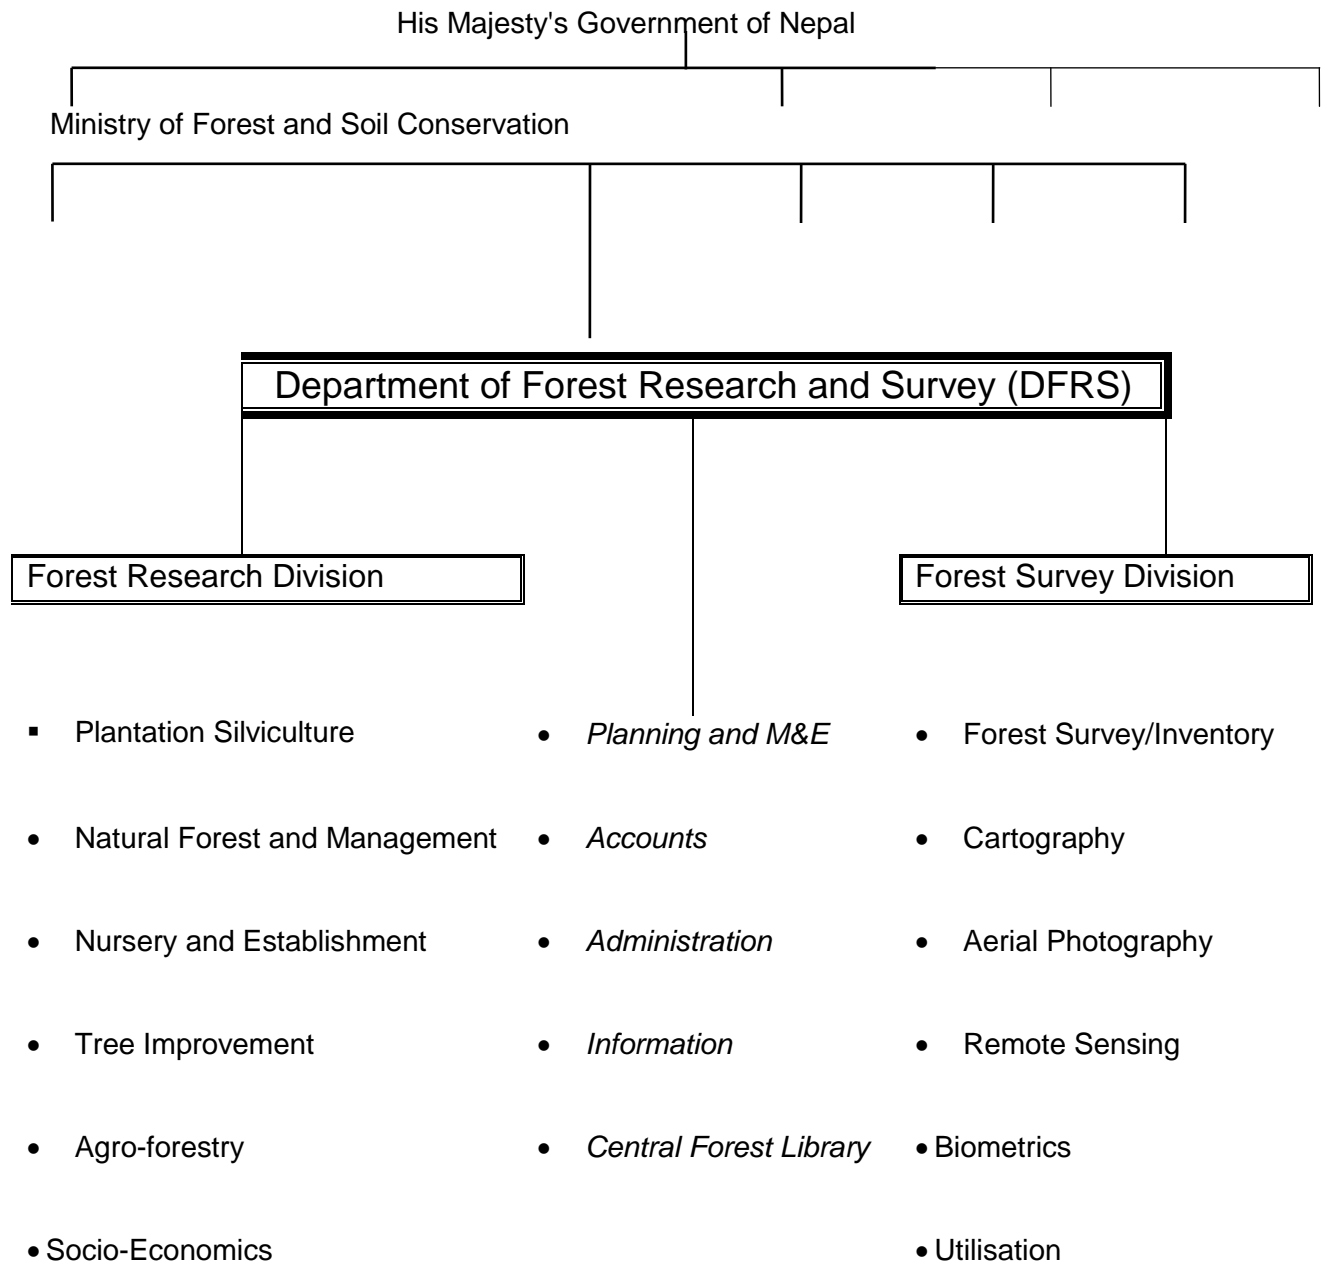 His Majesty's Government of Nepal
Ministry of Forest and Soil Conservation
Department of Forest Research and Survey (DFRS)
Forest Research Division
Forest Survey Division
▪ Plantation Silviculture
• Planning and M&E
• Forest Survey/Inventory
• Natural Forest and Management
• Accounts
• Cartography
• Nursery and Establishment
• Administration
• Aerial Photography
• Tree Improvement
• Information
• Remote Sensing
• Agro-forestry
• Central Forest Library
• Biometrics
• Socio-Economics
• Utilisation